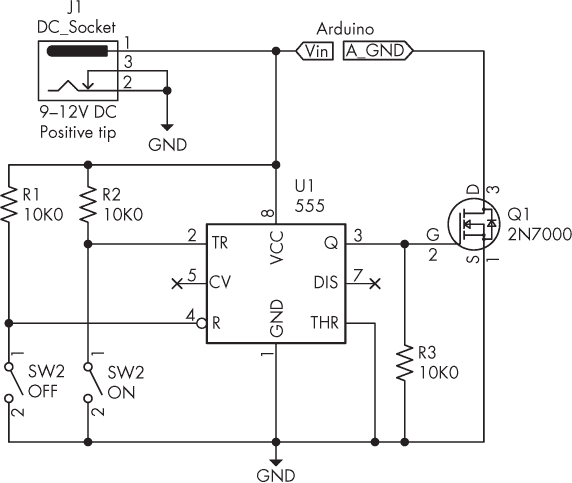 J1
DC_Socket
1
3
2
9–12V DC
Positive tip
GND
Arduino
Vin
A_GND
R1
10K0
R2
10K0
U1
555
8
VCC
2
TR
Q
3
5
CV
DIS
7
4
R
GND
THR
1
D
3
Q1
2N7000
G
2
S
1
R3
10K0
1
SW2
OFF
2
1
SW2
ON
2
GND